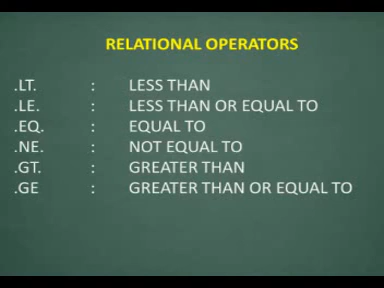 RELATIONAL OPERATORS
.LT. : LESS THAN
.LE. : LESS THAN OR EQUAL TO
.EQ. : EQUAL TO
.NE. : NOT EQUAL TO
.GT. : GREATER THAN
.GE : GREATER THAN OR EQUAL TO